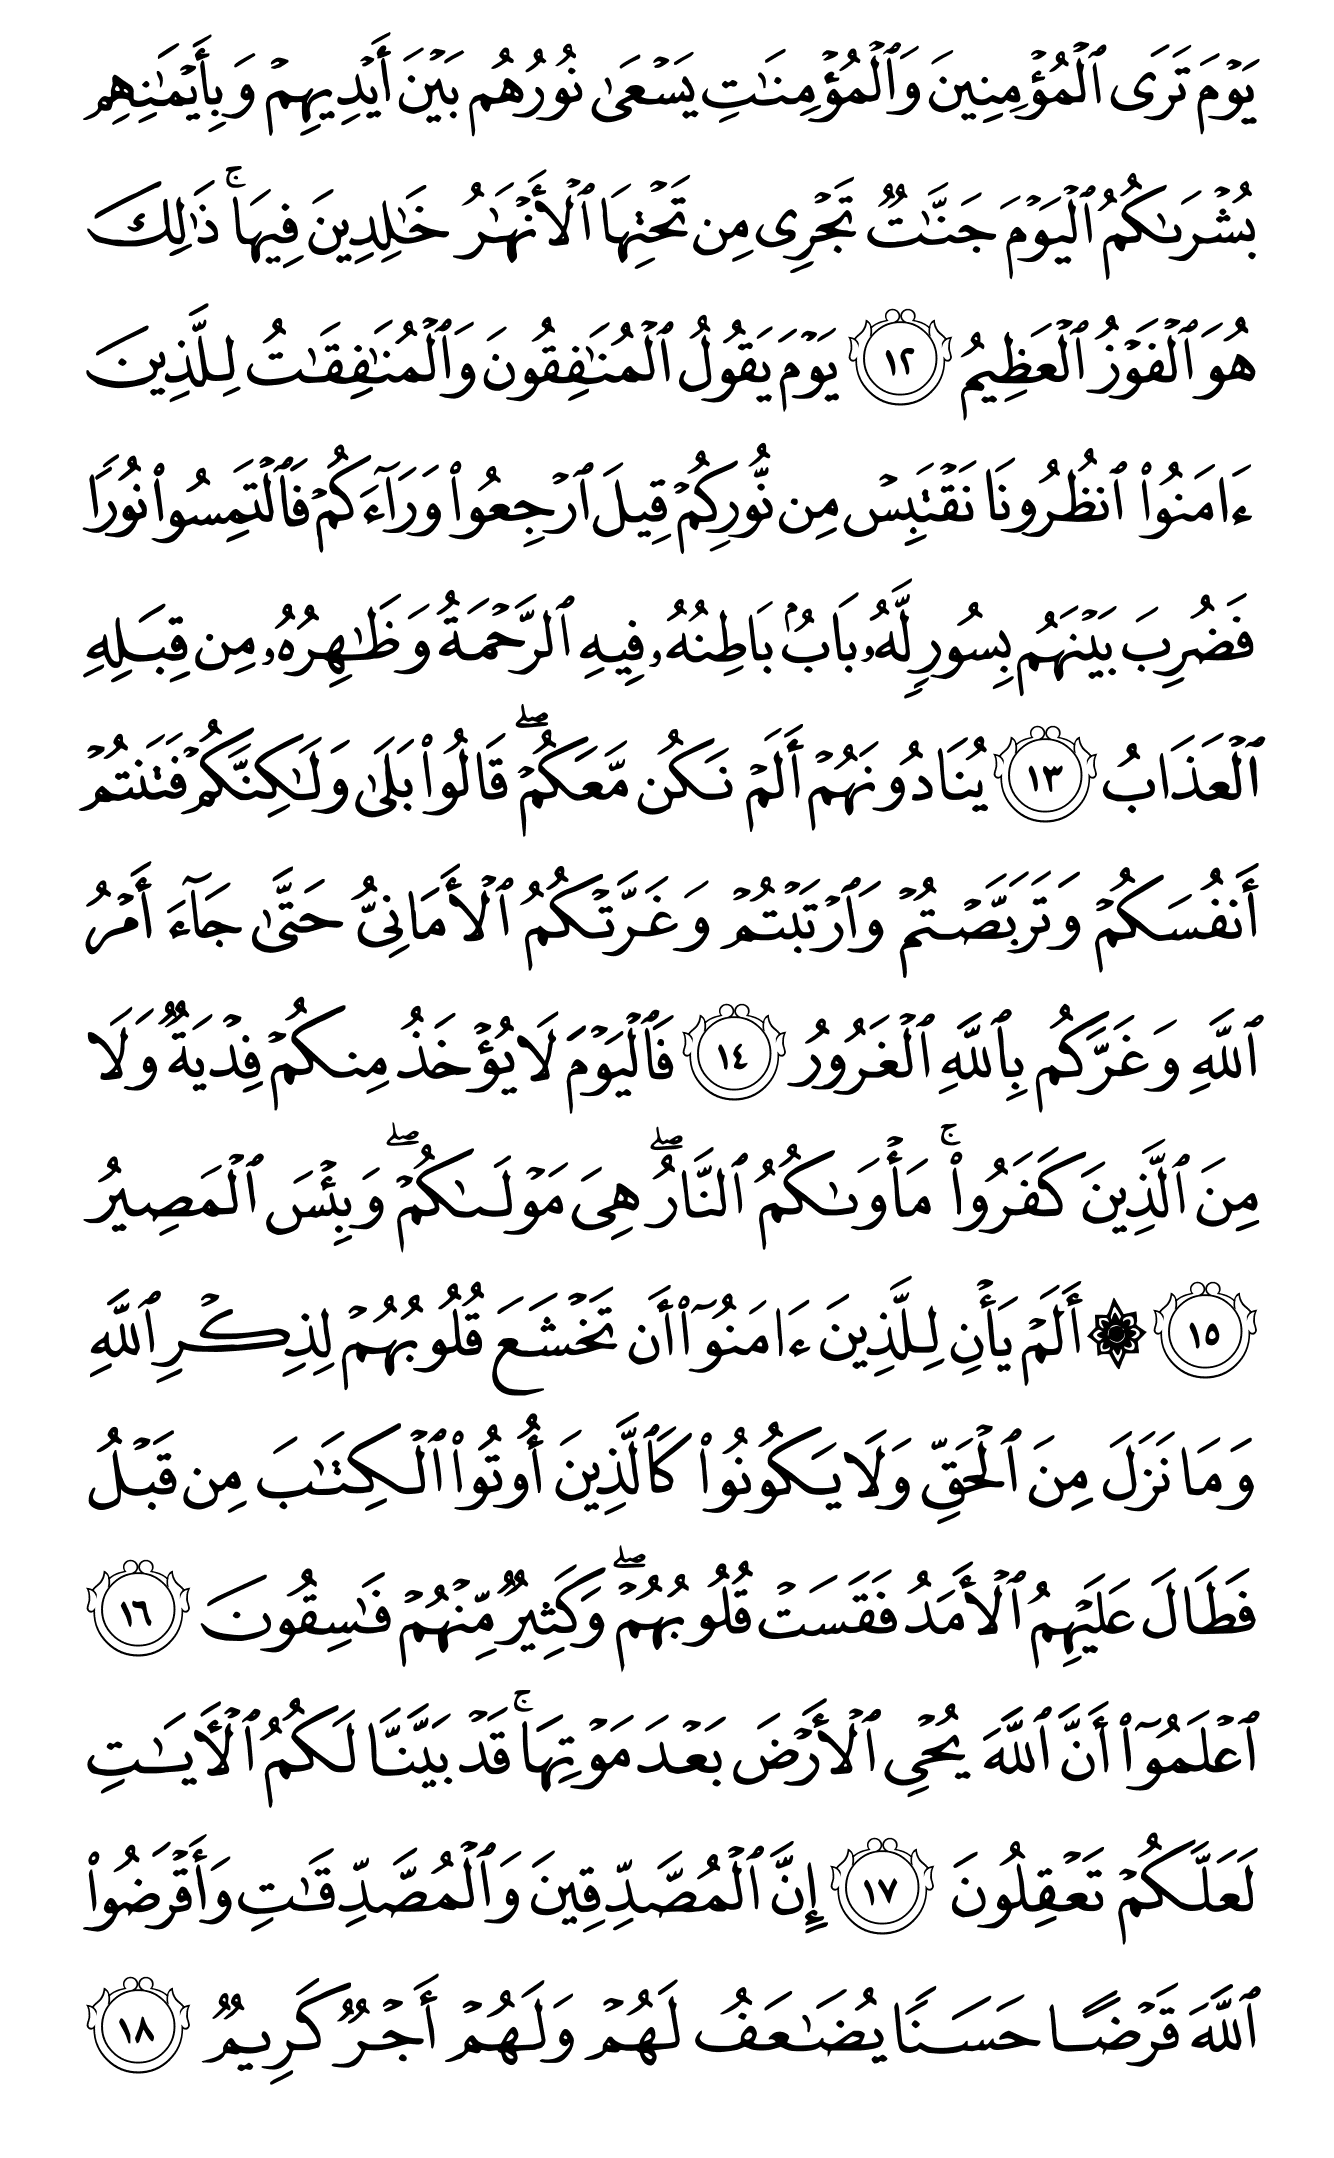 يَوْمَ تَرَى ٱلْمُؤْمِنِينَ وَٱلْمُؤْمِنَٰتِ يَسْعَىٰ نُورُهُم بَيْنَ أَيْدِيهِمْ وَبِأَيْمَٰنِهِم
بُشْرَىٰكُمُ ٱلْيَوْمَ جَنَّٰتٌ تَجْرِى مِن تَحْتِهَا ٱلْأَنْهَٰرُ خَٰلِدِينَ فِيهَا ۚ ذَٰلِكَ
هُوَ ٱلْفَوْزُ ٱلْعَظِيمُ ١٢ يَوْمَ يَقُولُ ٱلْمُنَٰفِقُونَ وَٱلْمُنَٰفِقَٰتُ لِلَّذِينَ
ءَامَنُوا۟ ٱنظُرُونَا نَقْتَبِسْ مِن نُّورِكُمْ قِيلَ ٱرْجِعُوا۟ وَرَآءَكُمْ فَٱلْتَمِسُوا۟ نُورًا
فَضُرِبَ بَيْنَهُم بِسُورٍ لَّهُۥ بَابٌۢ بَاطِنُهُۥ فِيهِ ٱلرَّحْمَةُ وَظَٰهِرُهُۥ مِن قِبَلِهِ
ٱلْعَذَابُ ١٣ يُنَادُونَهُمْ أَلَمْ نَكُن مَّعَكُمْ ۖ قَالُوا۟ بَلَىٰ وَلَٰكِنَّكُمْ فَتَنتُمْ
أَنفُسَكُمْ وَتَرَبَّصْتُمْ وَٱرْتَبْتُمْ وَغَرَّتْكُمُ ٱلْأَمَانِىُّ حَتَّىٰ جَآءَ أَمْرُ
ٱللَّهِ وَغَرَّكُم بِٱللَّهِ ٱلْغَرُورُ ١٤ فَٱلْيَوْمَ لَا يُؤْخَذُ مِنكُمْ فِدْيَةٌ وَلَا
مِنَ ٱلَّذِينَ كَفَرُوا۟ ۚ مَأْوَىٰكُمُ ٱلنَّارُ ۖ هِىَ مَوْلَىٰكُمْ ۖ وَبِئْسَ ٱلْمَصِيرُ
١٥ ۞ أَلَمْ يَأْنِ لِلَّذِينَ ءَامَنُوٓا۟ أَن تَخْشَعَ قُلُوبُهُمْ لِذِكْرِ ٱللَّهِ
وَمَا نَزَلَ مِنَ ٱلْحَقِّ وَلَا يَكُونُوا۟ كَٱلَّذِينَ أُوتُوا۟ ٱلْكِتَٰبَ مِن قَبْلُ
فَطَالَ عَلَيْهِمُ ٱلْأَمَدُ فَقَسَتْ قُلُوبُهُمْ ۖ وَكَثِيرٌ مِّنْهُمْ فَٰسِقُونَ ١٦
ٱعْلَمُوٓا۟ أَنَّ ٱللَّهَ يُحْىِ ٱلْأَرْضَ بَعْدَ مَوْتِهَا ۚ قَدْ بَيَّنَّا لَكُمُ ٱلْـَٔايَٰتِ
لَعَلَّكُمْ تَعْقِلُونَ ١٧ إِنَّ ٱلْمُصَّدِّقِينَ وَٱلْمُصَّدِّقَٰتِ وَأَقْرَضُوا۟
ٱللَّهَ قَرْضًا حَسَنًا يُضَٰعَفُ لَهُمْ وَلَهُمْ أَجْرٌ كَرِيمٌ ١٨